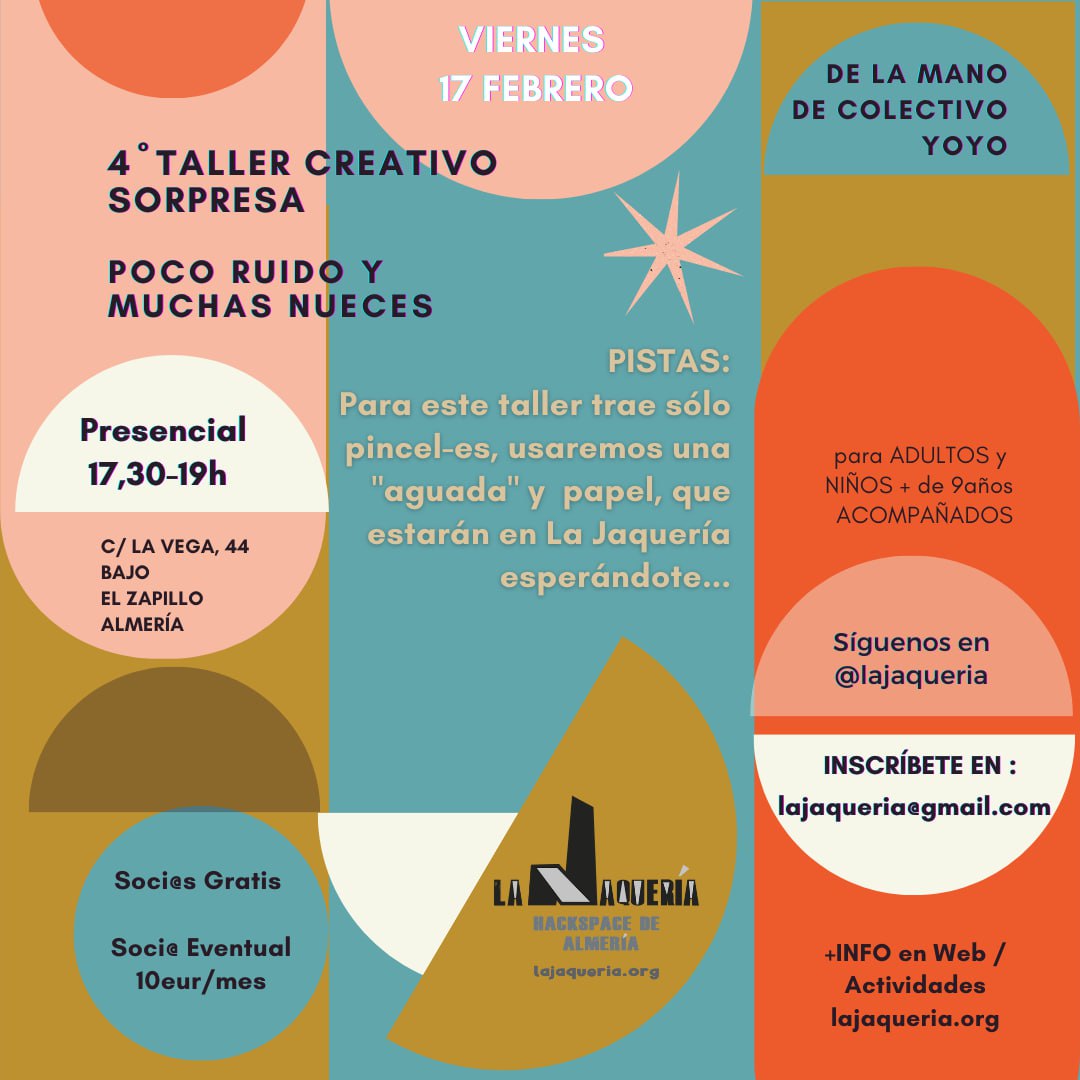 VIERNES
17 FEBRERO
DE LA MANO
DE COLECTIVO
YOYO
4°TALLER CREATIVO
SORPRESA
POCO RUIDO Y
MUCHAS NUECES
PISTAS:
Para este taller trae sólo
pincel-es, usaremos una
"aguada" y papel, que
estarán en La Jaquería
esperándote...
Presencial
17,30-19h
C/ LA VEGA, 44
BAJO
EL ZAPILLO
ALMERÍA
para ADULTOS y
NIÑOS + de 9años
ACOMPAÑADOS
Síguenos en
@lajaqueria
INSCRÍBETE EN :
lajaqueria@gmail.com
Soci@s Gratis
Soci@ Eventual
10eur/mes
LA JAQUERÍA
HACKSPACE DE
ALMERÍA
lajaqueria.org
+INFO en Web /
Actividades
lajaqueria.org